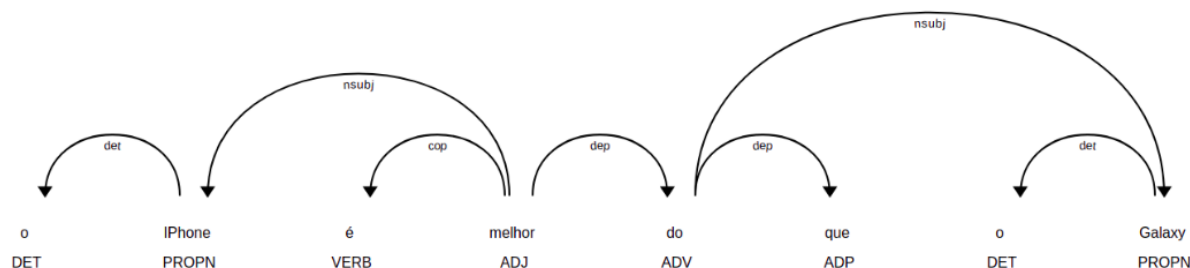 nsubj
nsubj
det cop dep dep det
o IPhone é melhor do que o Galaxy
DET PROPN VERB ADJ ADV ADP DET PROPN